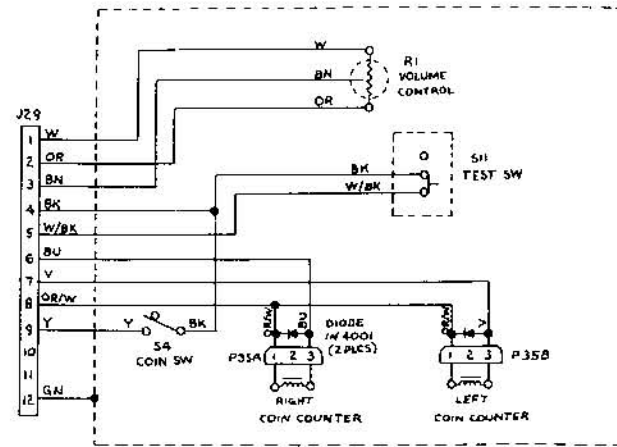 W
BN
OR
R1
VOLUME
CONTROL
J29
1 W
2 OR
3 BN
4 BK
5 W/BK
6 BU
7 V
8 OR/W
9 Y
10
11
12 GN
BK
W/BK
S11
TEST SW
Y BK
S4
COIN SW
OR/W BU
DIODE
IN 4001
(2 PLCS)
P35A 1 2 3
RIGHT
COIN COUNTER
OR/W V
1 2 3 P35B
LEFT
COIN COUNTER